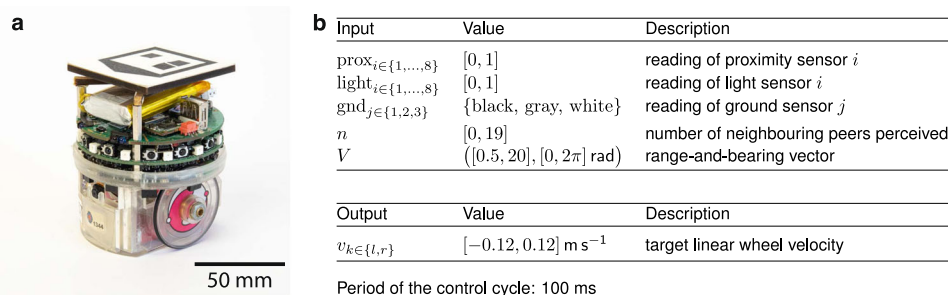 a
50 mm
b
Input Value Description
prox_{i∈{1,...,8}} [0, 1] reading of proximity sensor i
light_{i∈{1,...,8}} [0, 1] reading of light sensor i
gnd_{j∈{1,2,3}} {black, gray, white} reading of ground sensor j
n [0, 19] number of neighbouring peers perceived
V ([0.5, 20], [0, 2π] rad) range-and-bearing vector
Output Value Description
v_{k∈{l,r}} [−0.12, 0.12] m s⁻¹ target linear wheel velocity
Period of the control cycle: 100 ms